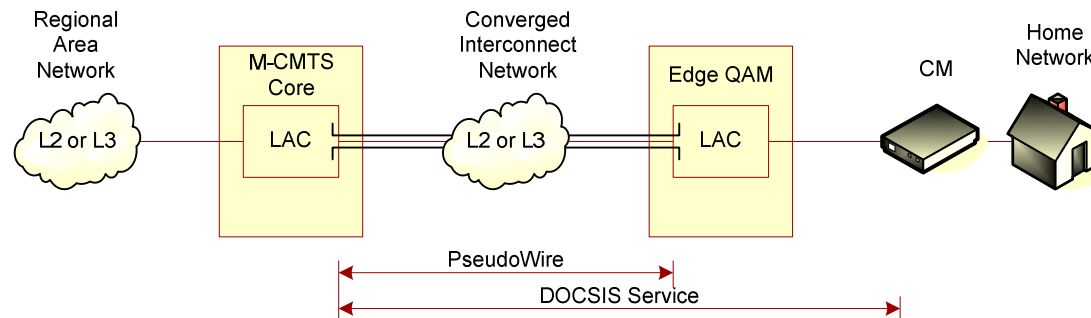 Regional
Area
Network
M-CMTS
Core
Converged
Interconnect
Network
Edge QAM
CM
Home
Network
L2 or L3
LAC
L2 or L3
LAC
PseudoWire
DOCSIS Service